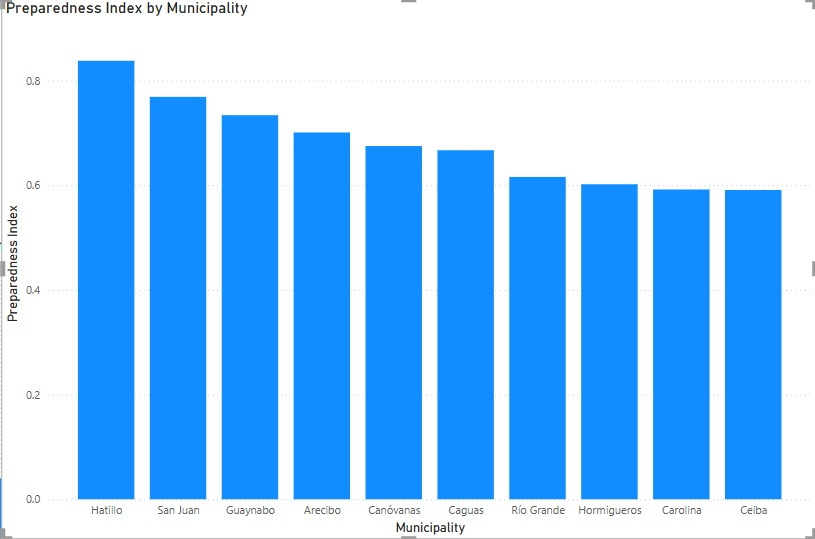 Preparedness Index by Municipality
Preparedness Index
0.8
0.6
0.4
0.2
0.0
Hatillo San Juan Guaynabo Arecibo Canóvanas Caguas Río Grande Hormigueros Carolina Ceiba
Municipality